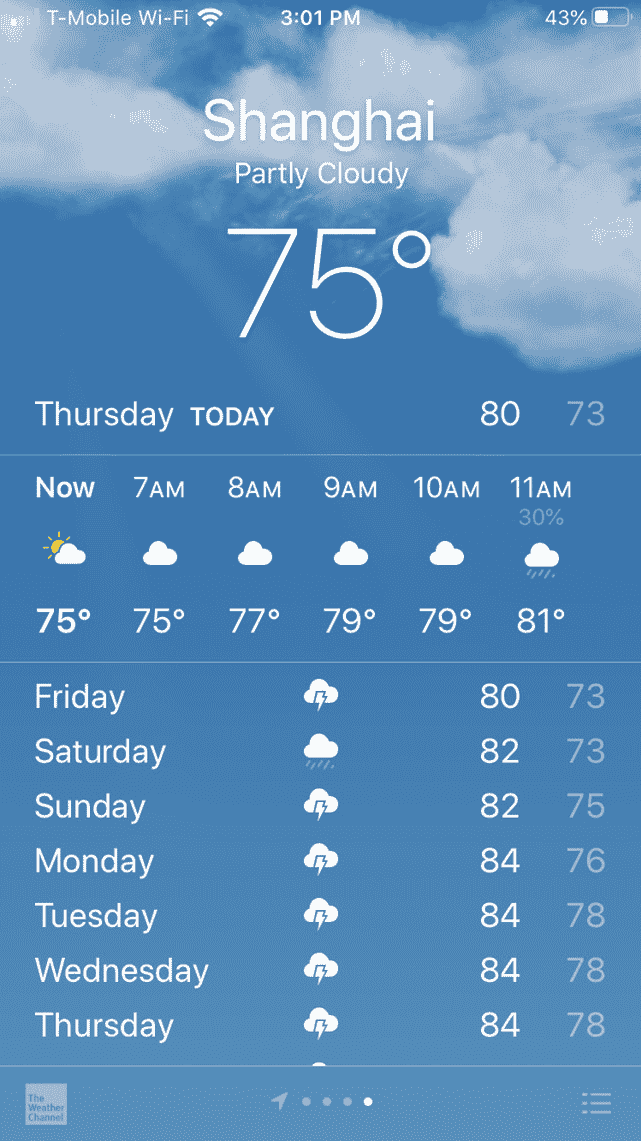 T-Mobile Wi-Fi 3:01 PM 43%
Shanghai
Partly Cloudy
75°
Thursday TODAY 80 73
Now 7AM 8AM 9AM 10AM 11AM
30%
75° 75° 77° 79° 79° 81°
Friday 80 73
Saturday 82 73
Sunday 82 75
Monday 84 76
Tuesday 84 78
Wednesday 84 78
Thursday 84 78
The
Weather
Channel